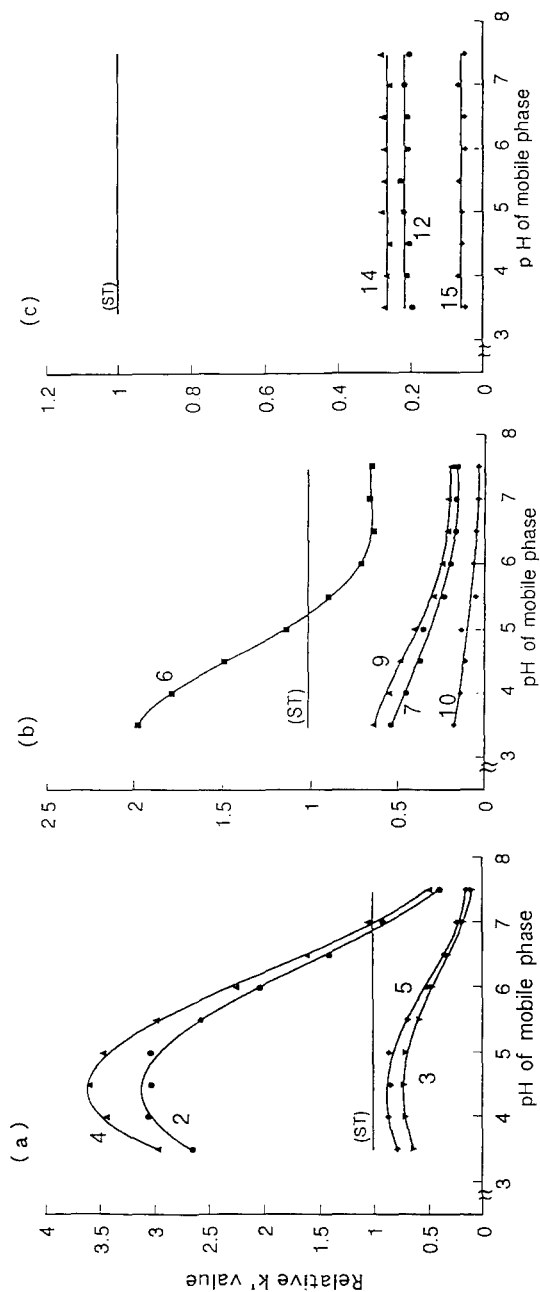 (a)
Relative k' value
4
3.5
3
2.5
2
1.5
1
0.5
0
4
2
(ST)
5
3
3 4 5 6 7 8
pH of mobile phase
(b)
2.5
2
1.5
1
0.5
0
6
(ST)
9
7
10
3 4 5 6 7 8
pH of mobile phase
(c)
1.2
1
0.8
0.6
0.4
0.2
0
(ST)
14
12
15
3 4 5 6 7 8
pH of mobile phase